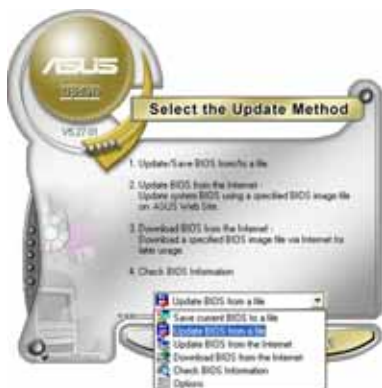 ASUS
Select the Update Method
1. Update/Save BIOS from/to a file
2. Update BIOS from the Internet -
Update system BIOS using a specified BIOS image file
on ASUS Web Site.
3. Download BIOS from the Internet -
Download a specified BIOS image file via Internet for
later usage.
4. Check BIOS Information
Update BIOS from a file
Save current BIOS to a file
Update BIOS from a file
Update BIOS from the Internet
Download BIOS from the Internet
Check BIOS Information
Options